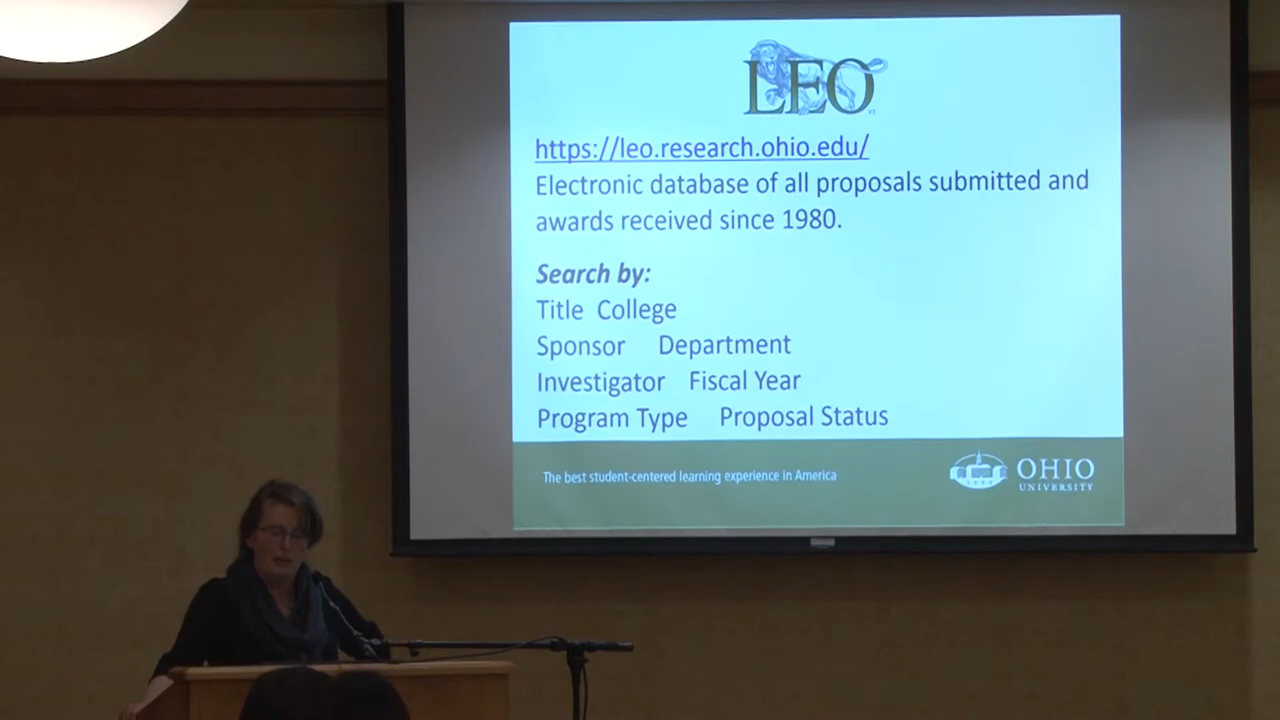 LEO
https://leo.research.ohio.edu/
Electronic database of all proposals submitted and
awards received since 1980.
Search by:
Title College
Sponsor Department
Investigator Fiscal Year
Program Type Proposal Status
The best student-centered learning experience in America
OHIO
UNIVERSITY